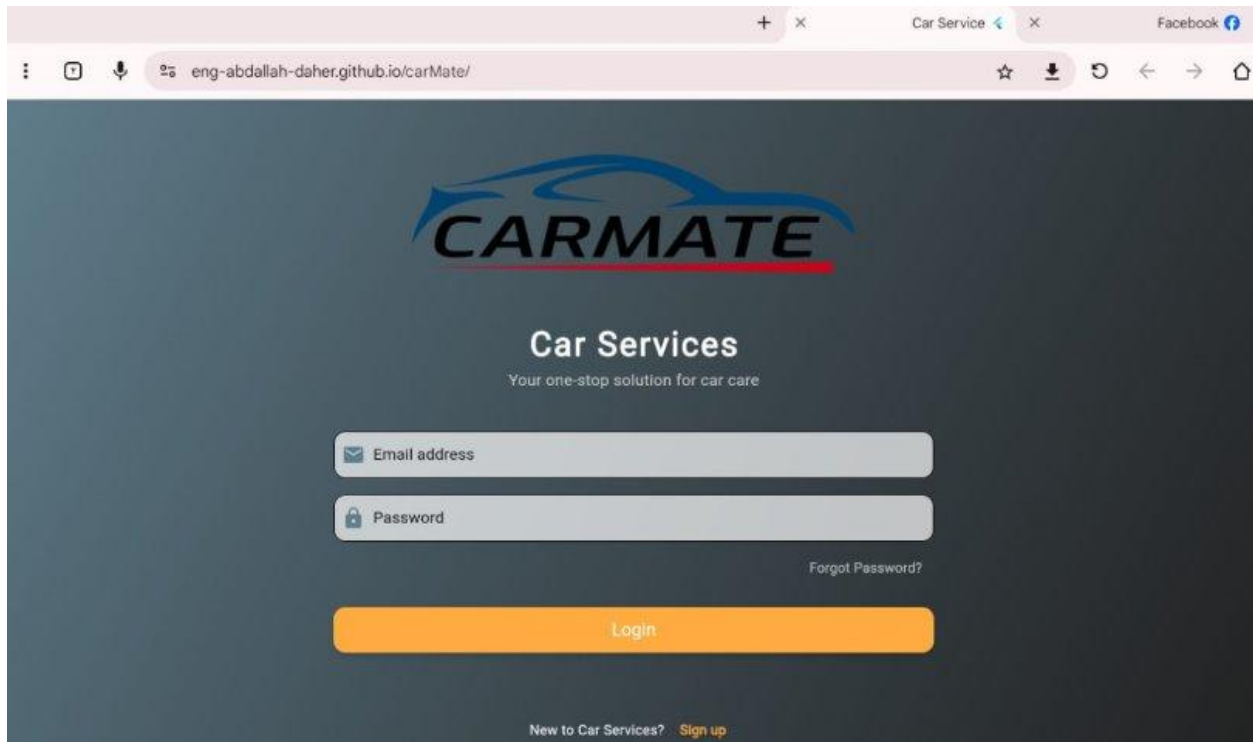 Car Service
Facebook
eng-abdallah-daher.github.io/carMate/
CARMATE
Car Services
Your one-stop solution for car care
Email address
Password
Forgot Password?
Login
New to Car Services? Sign up